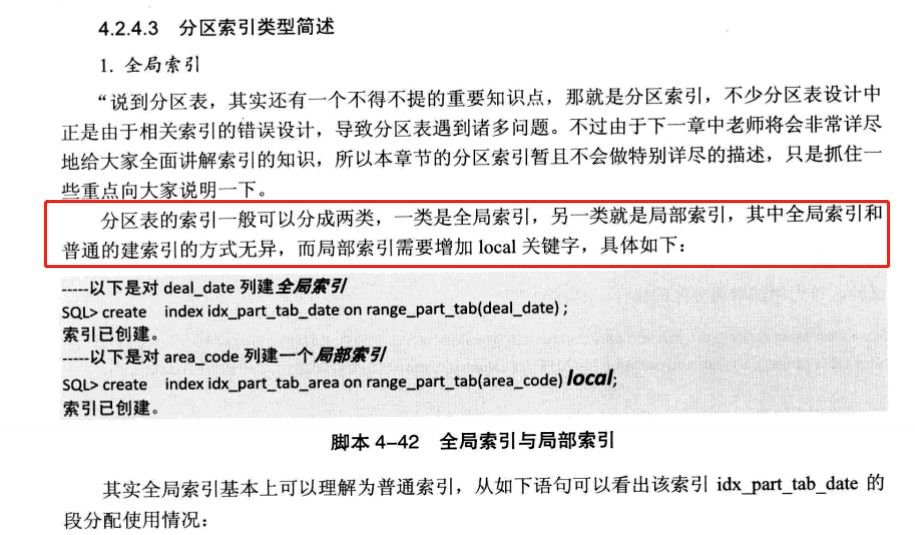 4.2.4.3 分区索引类型简述
1. 全局索引
“说到分区表，其实还有一个不得不提的重要知识点，那就是分区索引，不少分区表设计中
正是由于相关索引的错误设计，导致分区表遇到诸多问题。不过由于下一章中老师将会非常详尽
地给大家全面讲解索引的知识，所以本章节的分区索引暂且不会做特别详尽的描述，只是抓住一
些重点向大家说明一下。
分区表的索引一般可以分成两类，一类是全局索引，另一类就是局部索引，其中全局索引和
普通的建索引的方式无异，而局部索引需要增加 local 关键字，具体如下：
-----以下是对 deal_date 列建全局索引
SQL> create index idx_part_tab_date on range_part_tab(deal_date) ;
索引已创建。
-----以下是对 area_code 列建一个局部索引
SQL> create index idx_part_tab_area on range_part_tab(area_code) local;
索引已创建。
脚本 4-42 全局索引与局部索引
其实全局索引基本上可以理解为普通索引，从如下语句可以看出该索引 idx_part_tab_date 的
段分配使用情况：